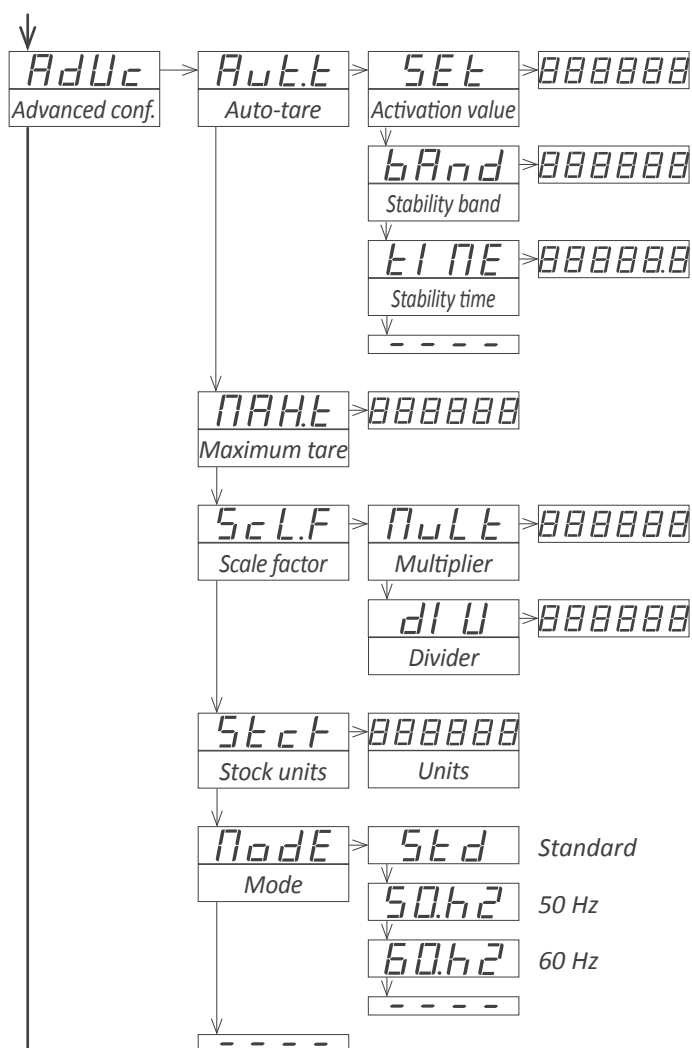 AdUc Aut.t SEt 888888
Advanced conf. Auto-tare Activation value
bAnd 888888
Stability band
tIME 88888.8
Stability time
----
MAH.t 888888
Maximum tare
ScL.F MuLt 888888
Scale factor Multiplier
dIU 888888
Divider
Stck 888888
Stock units Units
ModE Std Standard
Mode
50.h2 50 Hz
60.h2 60 Hz
----
----